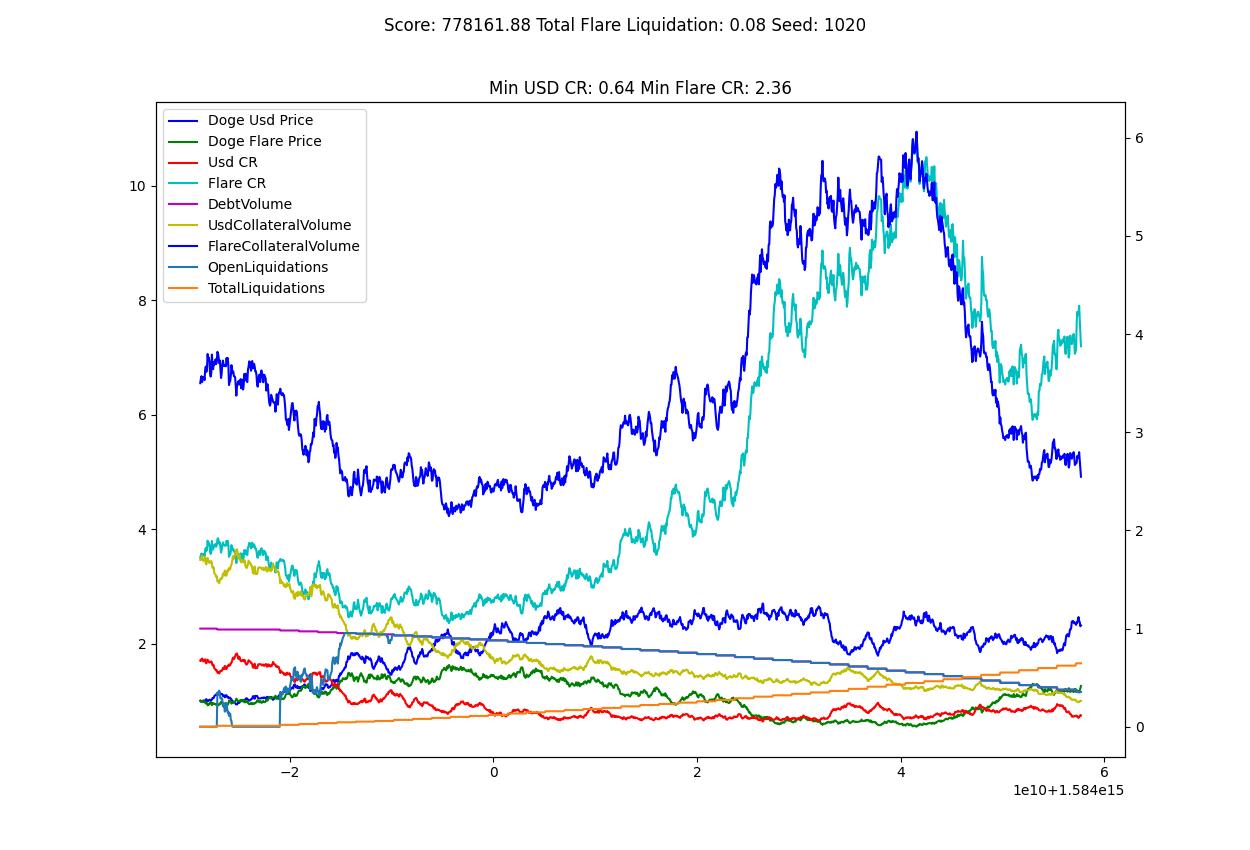 Score: 778161.88 Total Flare Liquidation: 0.08 Seed: 1020
Min USD CR: 0.64 Min Flare CR: 2.36
Doge Usd Price
Doge Flare Price
Usd CR
Flare CR
DebtVolume
UsdCollateralVolume
FlareCollateralVolume
OpenLiquidations
TotalLiquidations
10
8
6
4
2
6
5
4
3
2
1
0
−2 0 2 4 6
1e10+1.584e15